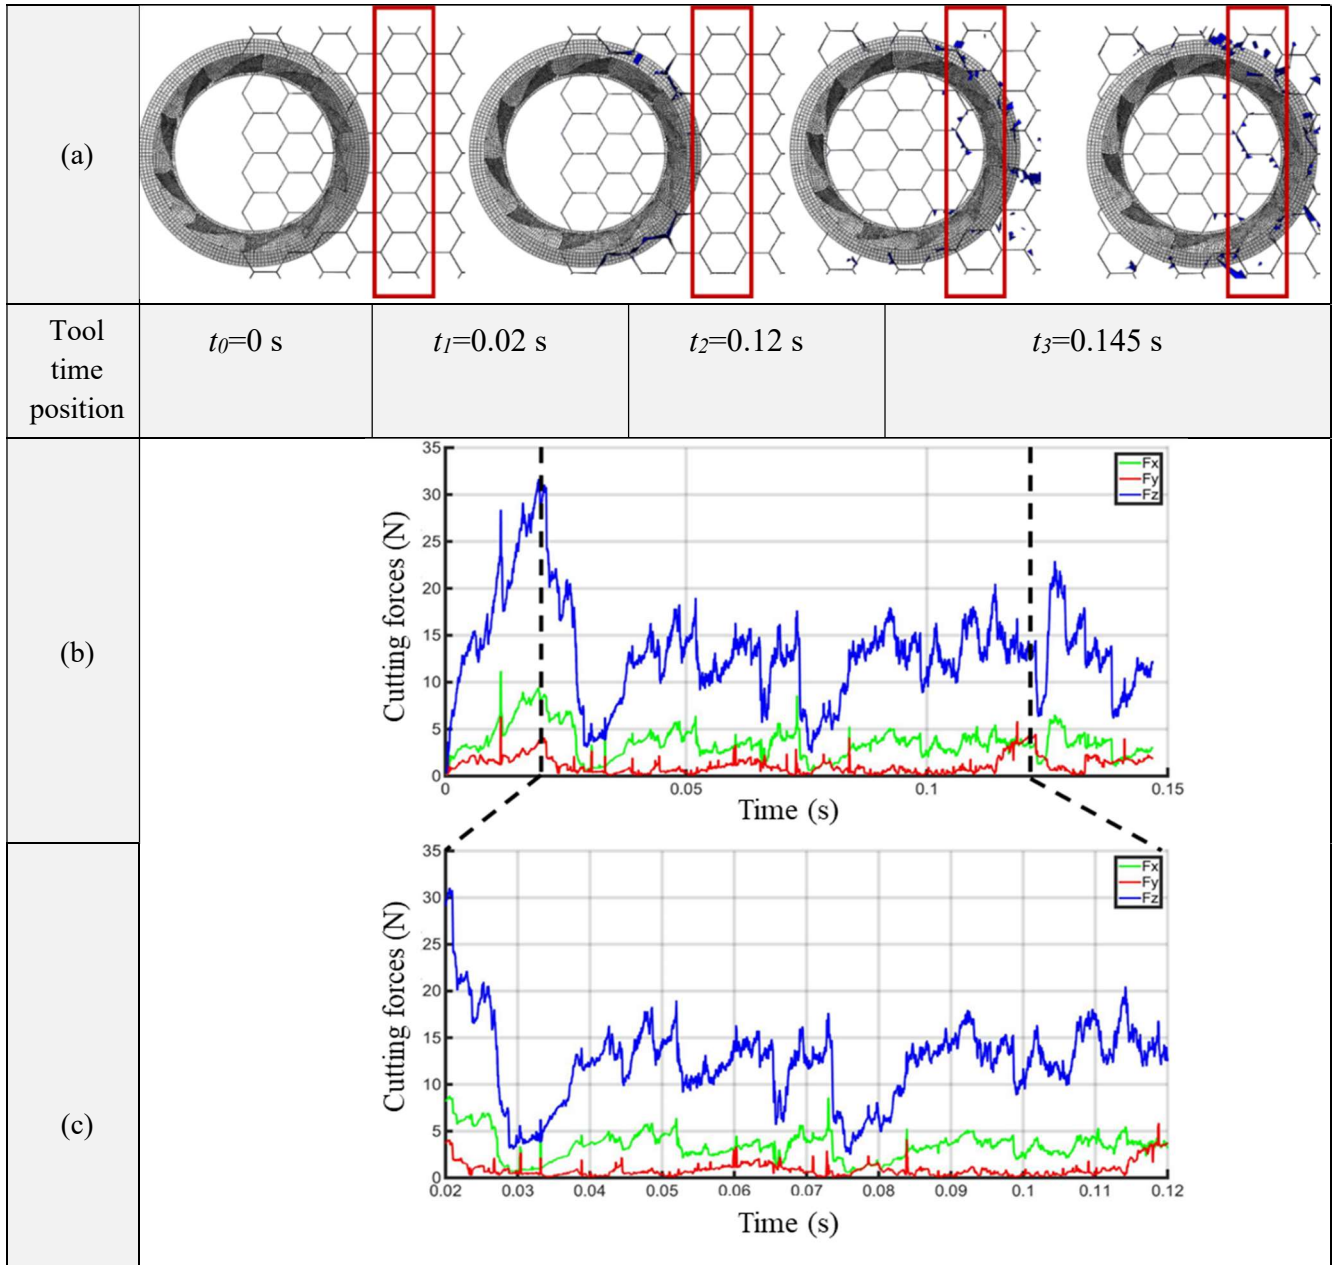 (a)
Tool
time
position
t0=0 s
t1=0.02 s
t2=0.12 s
t3=0.145 s
(b)
Cutting forces (N)
35
30
25
20
15
10
5
0
Fx
Fy
Fz
0
0.05
0.1
0.15
Time (s)
(c)
Cutting forces (N)
35
30
25
20
15
10
5
0
Fx
Fy
Fz
0.02
0.03
0.04
0.05
0.06
0.07
0.08
0.09
0.1
0.11
0.12
Time (s)